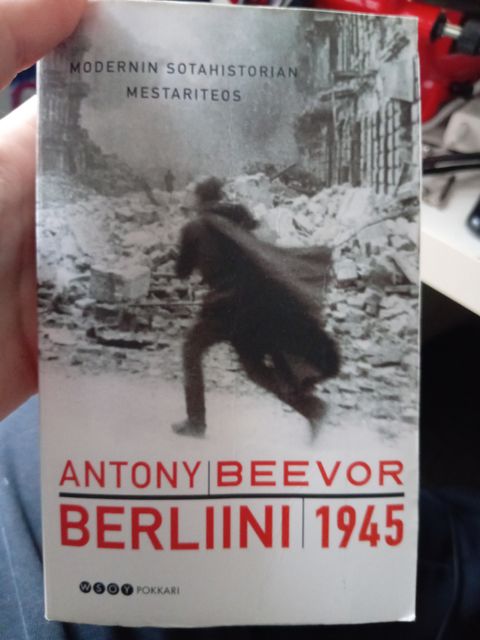 MODERNIN SOTAHISTORIAN
MESTARITEOS
ANTONY BEEVOR
BERLIINI 1945
WSOY POKKARI